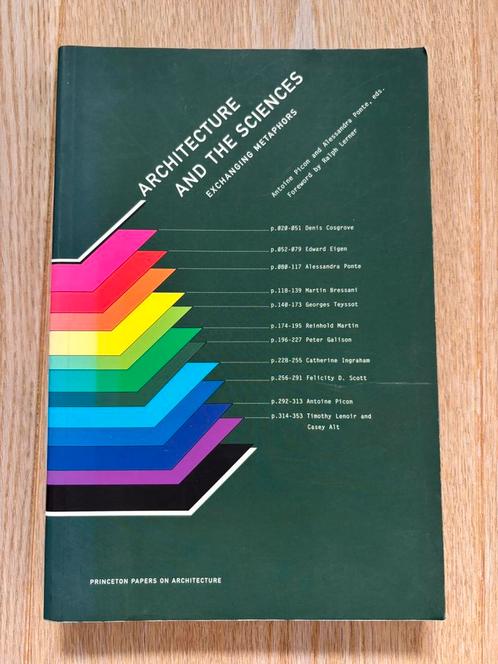 ARCHITECTURE
AND THE SCIENCES
EXCHANGING METAPHORS
Antoine Picon and Alessandra Ponte, eds.
Foreword by Ralph Lerner
p.020-051 Denis Cosgrove
p.052-079 Edward Eigen
p.080-117 Alessandra Ponte
p.118-139 Martin Bressani
p.140-173 Georges Teyssot
p.174-195 Reinhold Martin
p.196-227 Peter Galison
p.228-255 Catherine Ingraham
p.256-291 Felicity D. Scott
p.292-313 Antoine Picon
p.314-353 Timothy Lenoir and
Casey Alt
PRINCETON PAPERS ON ARCHITECTURE